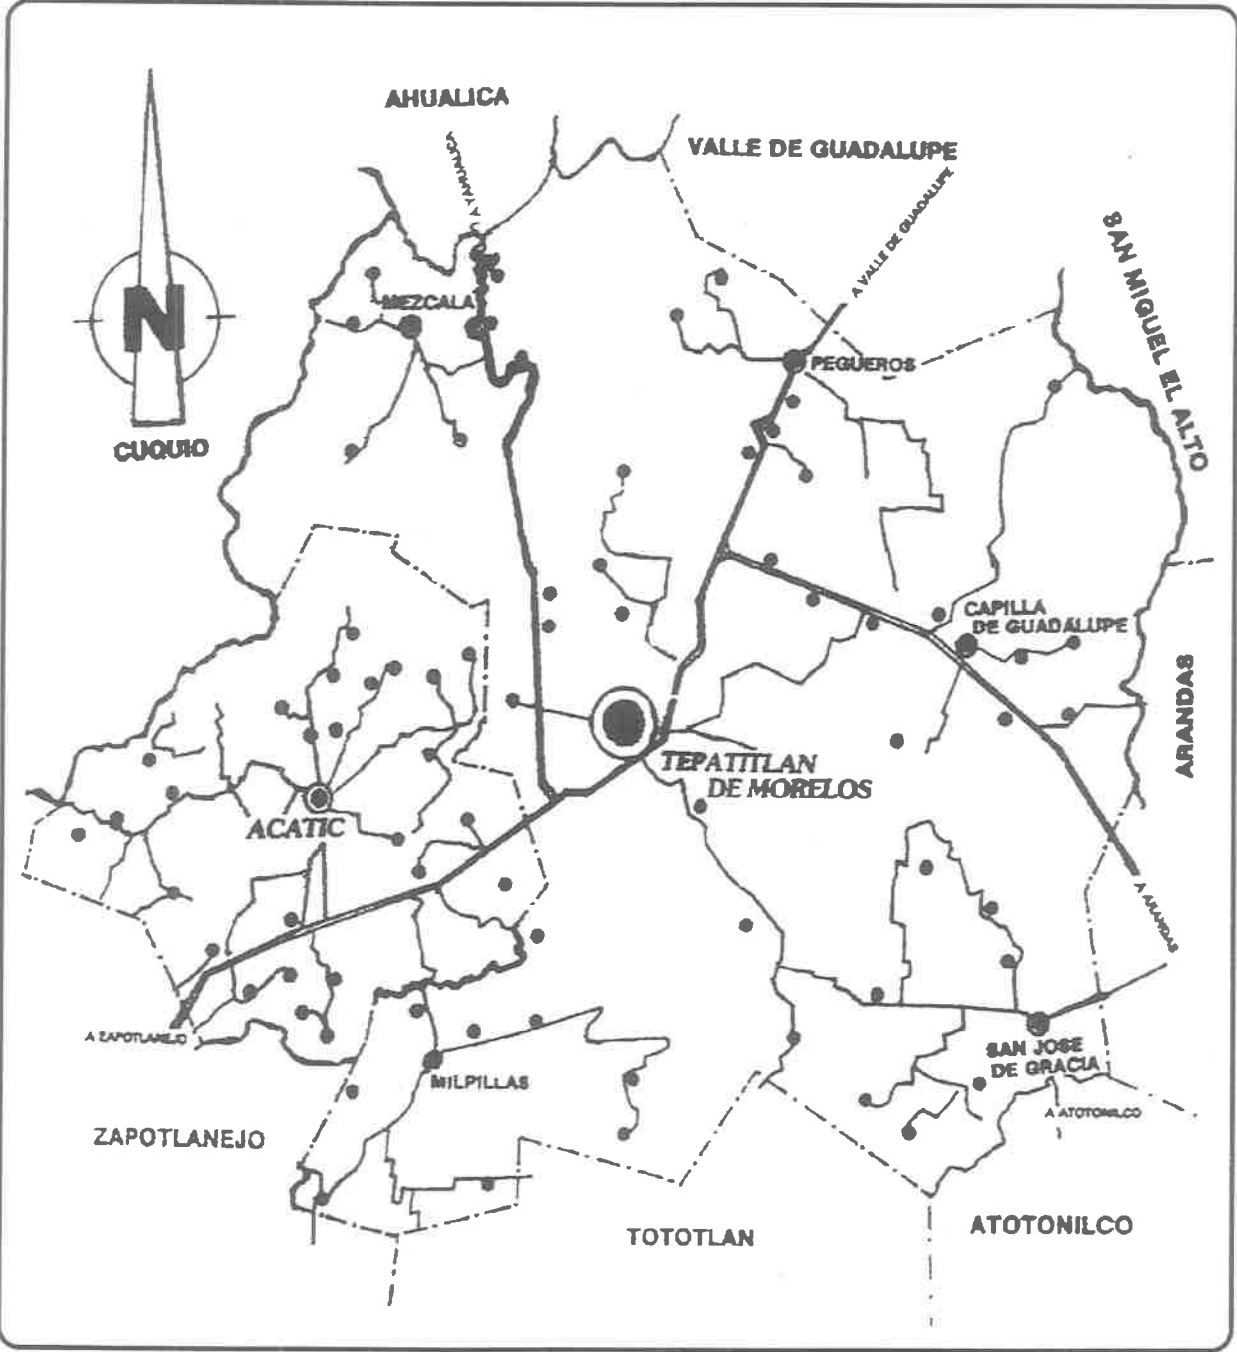 AHUALICA
VALLE DE GUADALUPE
A YAHUALICA
A VALLE DE GUADALUPE
SAN MIGUEL EL ALTO
N
MEZCALA
PEGUEROS
CUQUIO
CAPILLA
DE GUADALUPE
ARANDAS
TEPATITLAN
DE MORELOS
ACATIC
A ARANDAS
A ZAPOTLANEJO
SAN JOSE
DE GRACIA
MILPILLAS
A ATOTONILCO
ZAPOTLANEJO
TOTOTLAN
ATOTONILCO